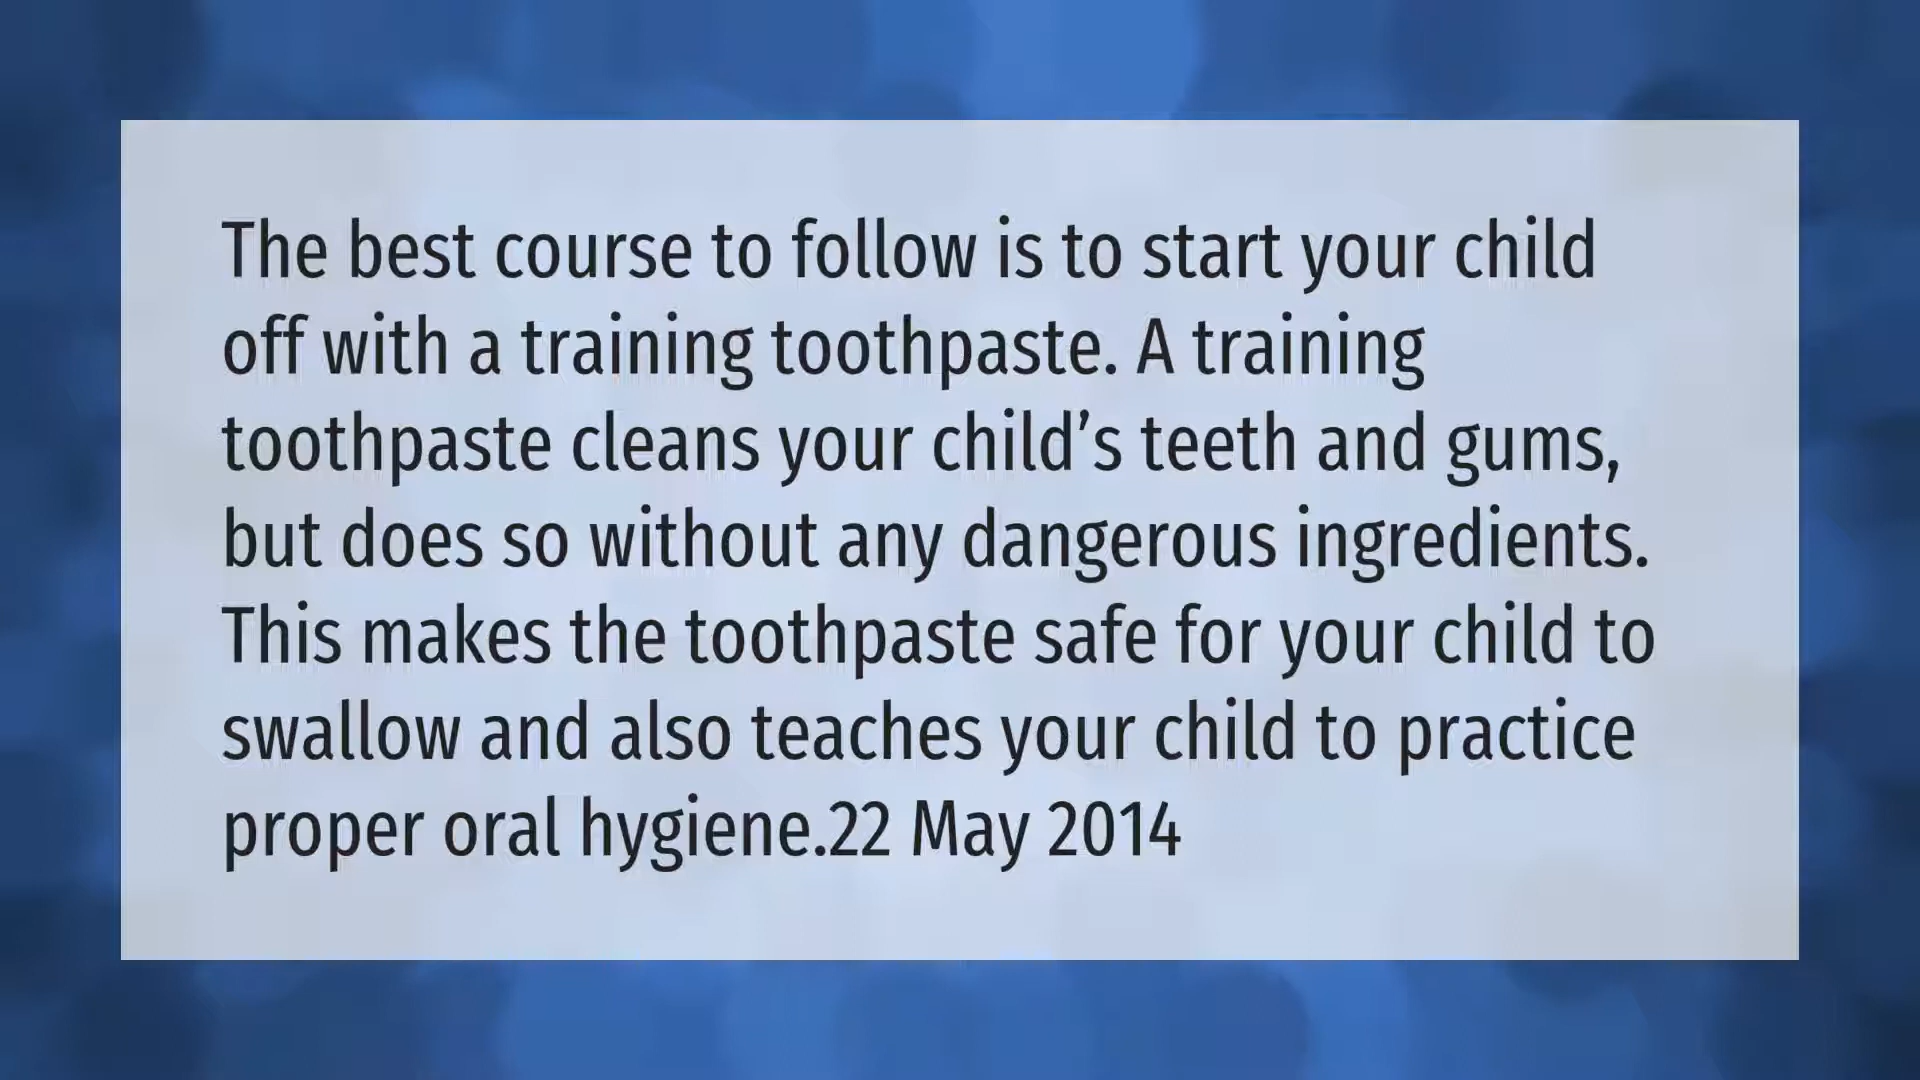 The best course to follow is to start your child
off with a training toothpaste. A training
toothpaste cleans your child’s teeth and gums,
but does so without any dangerous ingredients.
This makes the toothpaste safe for your child to
swallow and also teaches your child to practice
proper oral hygiene.22 May 2014